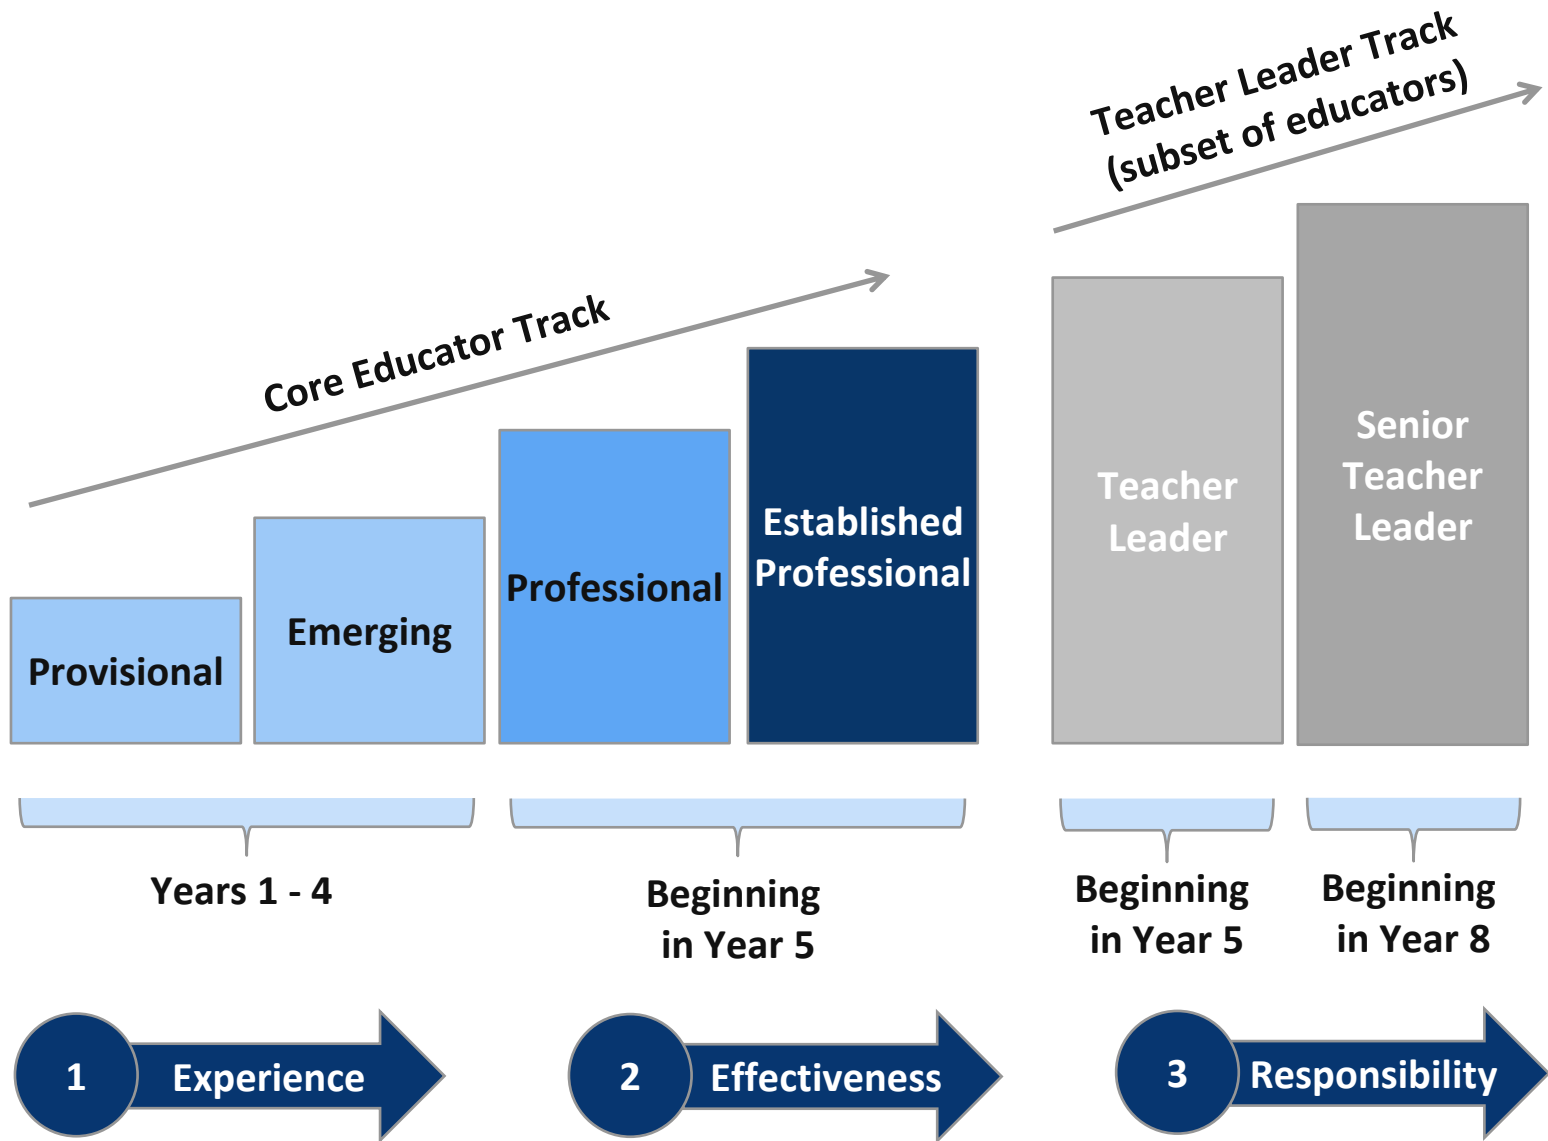 Teacher Leader Track
(subset of educators)
Core Educator Track
Provisional
Emerging
Professional
Established
Professional
Teacher
Leader
Senior
Teacher
Leader
Years 1 - 4
Beginning
in Year 5
Beginning
in Year 5
Beginning
in Year 8
1
Experience
2
Effectiveness
3
Responsibility